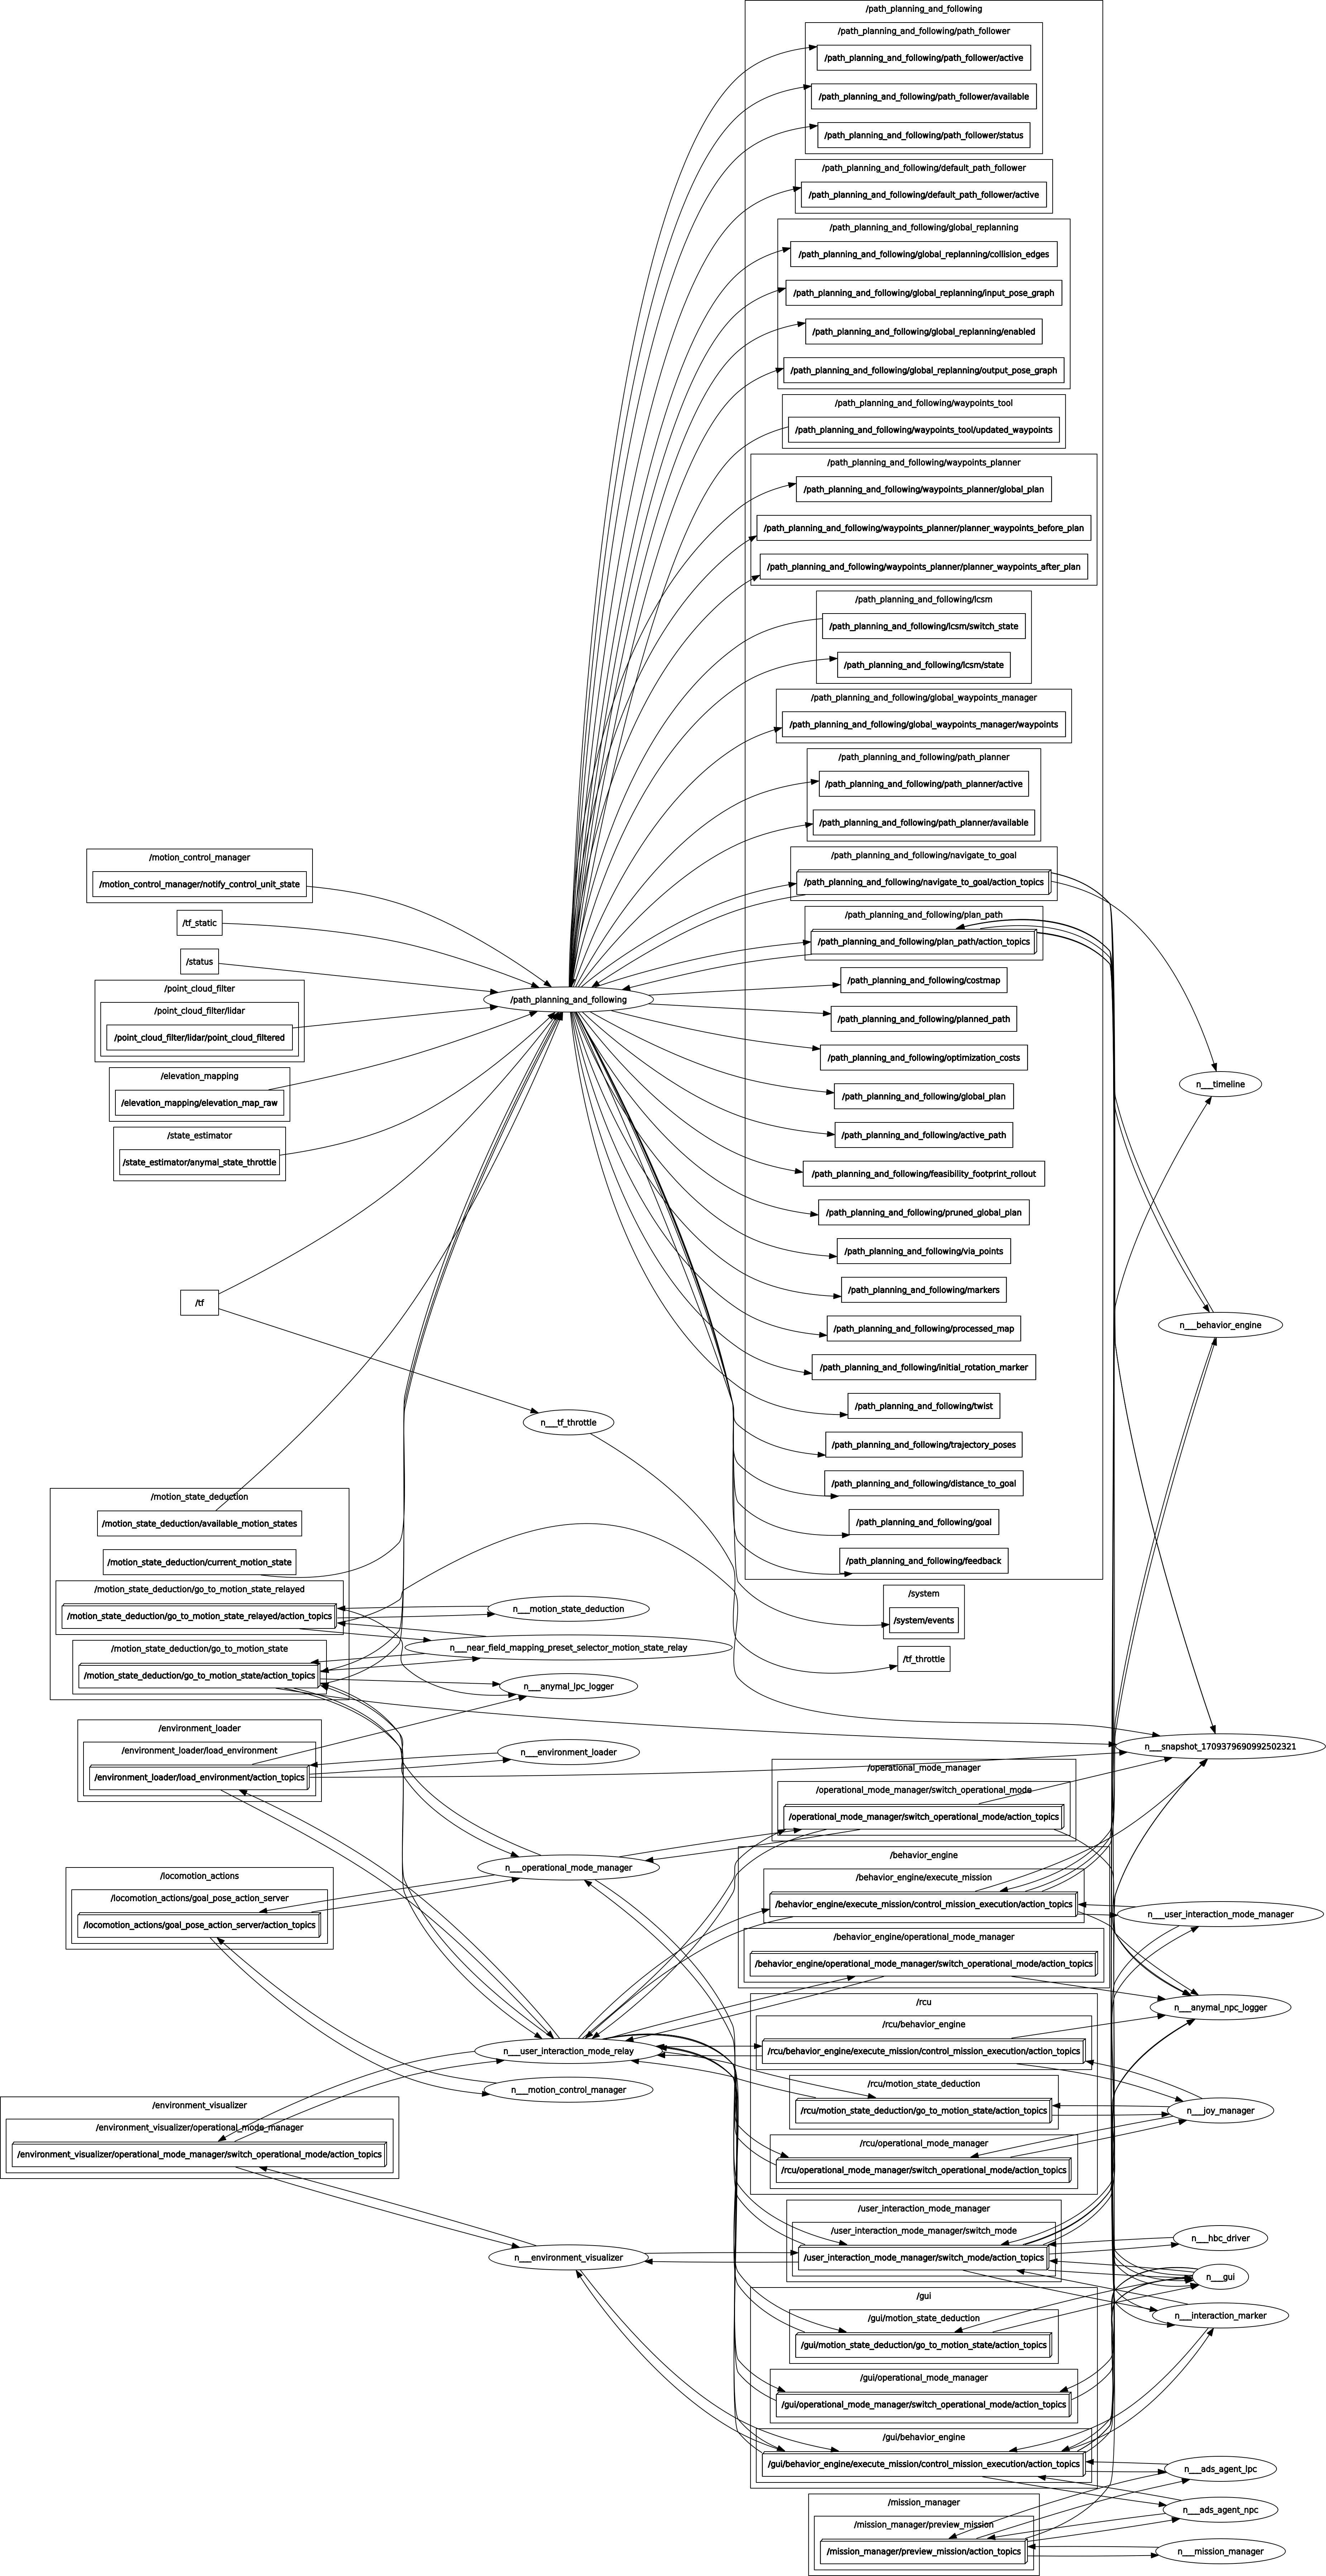 /path_planning_and_following
/path_planning_and_following/path_follower
/path_planning_and_following/path_follower/active
/path_planning_and_following/path_follower/available
/path_planning_and_following/path_follower/status
/path_planning_and_following/default_path_follower
/path_planning_and_following/default_path_follower/active
/path_planning_and_following/global_replanning
/path_planning_and_following/global_replanning/collision_edges
/path_planning_and_following/global_replanning/input_pose_graph
/path_planning_and_following/global_replanning/enabled
/path_planning_and_following/global_replanning/output_pose_graph
/path_planning_and_following/waypoints_tool
/path_planning_and_following/waypoints_tool/updated_waypoints
/path_planning_and_following/waypoints_planner
/path_planning_and_following/waypoints_planner/global_plan
/path_planning_and_following/waypoints_planner/planner_waypoints_before_plan
/path_planning_and_following/waypoints_planner/planner_waypoints_after_plan
/path_planning_and_following/lcsm
/path_planning_and_following/lcsm/switch_state
/path_planning_and_following/lcsm/state
/path_planning_and_following/global_waypoints_manager
/path_planning_and_following/global_waypoints_manager/waypoints
/path_planning_and_following/path_planner
/path_planning_and_following/path_planner/active
/path_planning_and_following/path_planner/available
/path_planning_and_following/navigate_to_goal
/path_planning_and_following/navigate_to_goal/action_topics
/path_planning_and_following/plan_path
/path_planning_and_following/plan_path/action_topics
/path_planning_and_following/costmap
/path_planning_and_following/planned_path
/path_planning_and_following/optimization_costs
/path_planning_and_following/global_plan
/path_planning_and_following/active_path
/path_planning_and_following/feasibility_footprint_rollout
/path_planning_and_following/pruned_global_plan
/path_planning_and_following/via_points
/path_planning_and_following/markers
/path_planning_and_following/processed_map
/path_planning_and_following/initial_rotation_marker
/path_planning_and_following/twist
/path_planning_and_following/trajectory_poses
/path_planning_and_following/distance_to_goal
/path_planning_and_following/goal
/path_planning_and_following/feedback
/system
/system/events
/tf_throttle
/motion_control_manager
/motion_control_manager/notify_control_unit_state
/tf_static
/status
/point_cloud_filter
/point_cloud_filter/lidar
/point_cloud_filter/lidar/point_cloud_filtered
/elevation_mapping
/elevation_mapping/elevation_map_raw
/state_estimator
/state_estimator/anymal_state_throttle
/tf
/path_planning_and_following
n___tf_throttle
n___timeline
n___behavior_engine
/motion_state_deduction
/motion_state_deduction/available_motion_states
/motion_state_deduction/current_motion_state
/motion_state_deduction/go_to_motion_state_relayed
/motion_state_deduction/go_to_motion_state_relayed/action_topics
/motion_state_deduction/go_to_motion_state
/motion_state_deduction/go_to_motion_state/action_topics
n___motion_state_deduction
n___near_field_mapping_preset_selector_motion_state_relay
n___anymal_lpc_logger
/environment_loader
/environment_loader/load_environment
/environment_loader/load_environment/action_topics
n___environment_loader
n___snapshot_1709379690992502321
/operational_mode_manager
/operational_mode_manager/switch_operational_mode
/operational_mode_manager/switch_operational_mode/action_topics
n___operational_mode_manager
/locomotion_actions
/locomotion_actions/goal_pose_action_server
/locomotion_actions/goal_pose_action_server/action_topics
/behavior_engine
/behavior_engine/execute_mission
/behavior_engine/execute_mission/control_mission_execution/action_topics
/behavior_engine/operational_mode_manager
/behavior_engine/operational_mode_manager/switch_operational_mode/action_topics
n___user_interaction_mode_manager
n___anymal_npc_logger
n___user_interaction_mode_relay
n___motion_control_manager
/rcu
/rcu/behavior_engine
/rcu/behavior_engine/execute_mission/control_mission_execution/action_topics
/rcu/motion_state_deduction
/rcu/motion_state_deduction/go_to_motion_state/action_topics
/rcu/operational_mode_manager
/rcu/operational_mode_manager/switch_operational_mode/action_topics
n___joy_manager
/environment_visualizer
/environment_visualizer/operational_mode_manager
/environment_visualizer/operational_mode_manager/switch_operational_mode/action_topics
n___environment_visualizer
/user_interaction_mode_manager
/user_interaction_mode_manager/switch_mode
/user_interaction_mode_manager/switch_mode/action_topics
n___hbc_driver
n___gui
n___interaction_marker
/gui
/gui/motion_state_deduction
/gui/motion_state_deduction/go_to_motion_state/action_topics
/gui/operational_mode_manager
/gui/operational_mode_manager/switch_operational_mode/action_topics
/gui/behavior_engine
/gui/behavior_engine/execute_mission/control_mission_execution/action_topics
n___ads_agent_lpc
n___ads_agent_npc
/mission_manager
/mission_manager/preview_mission
/mission_manager/preview_mission/action_topics
n___mission_manager